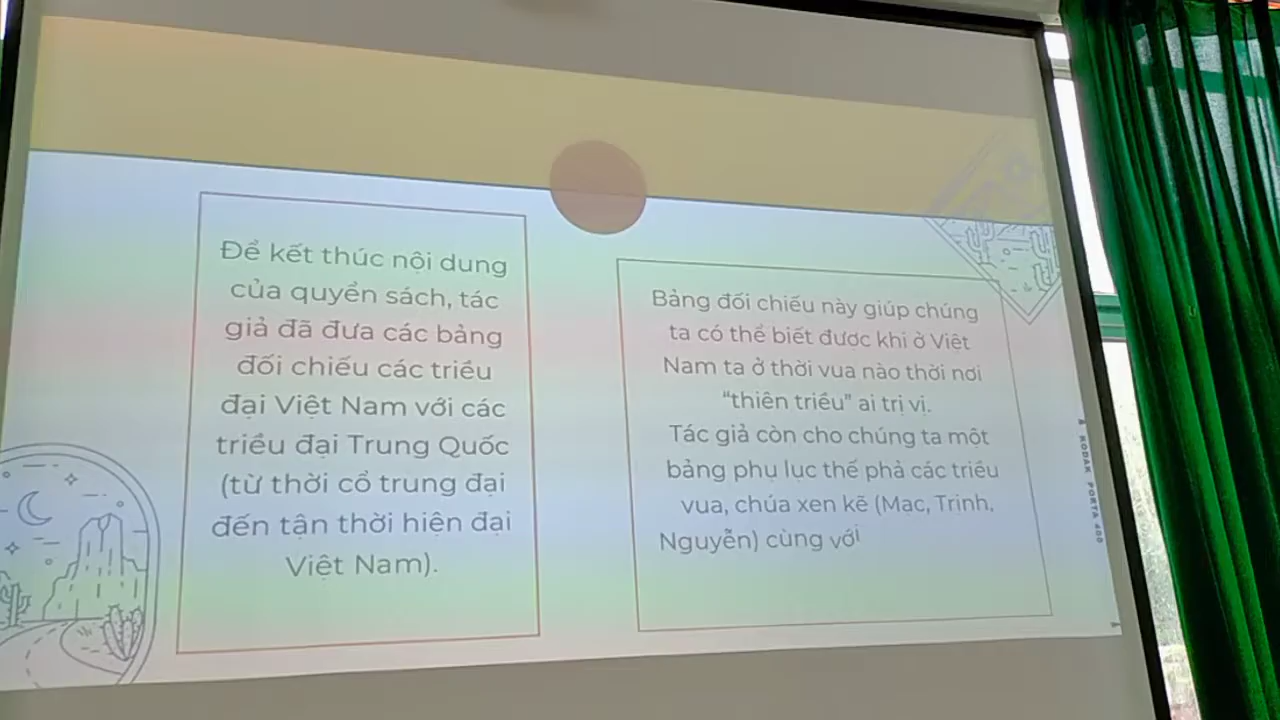 Để kết thúc nội dung
của quyển sách, tác
giả đã đưa các bảng
đối chiếu các triều
đại Việt Nam với các
triều đại Trung Quốc
(từ thời cổ trung đại
đến tận thời hiện đại
Việt Nam).
Bảng đối chiếu này giúp chúng
ta có thể biết được khi ở Việt
Nam ta ở thời vua nào thời nơi
"thiên triều" ai trị vì.
Tác giả còn cho chúng ta một
bảng phụ lục thế phả các triều
vua, chúa xen kẽ (Mạc, Trịnh,
Nguyễn) cùng với
KODAK PORTA 400